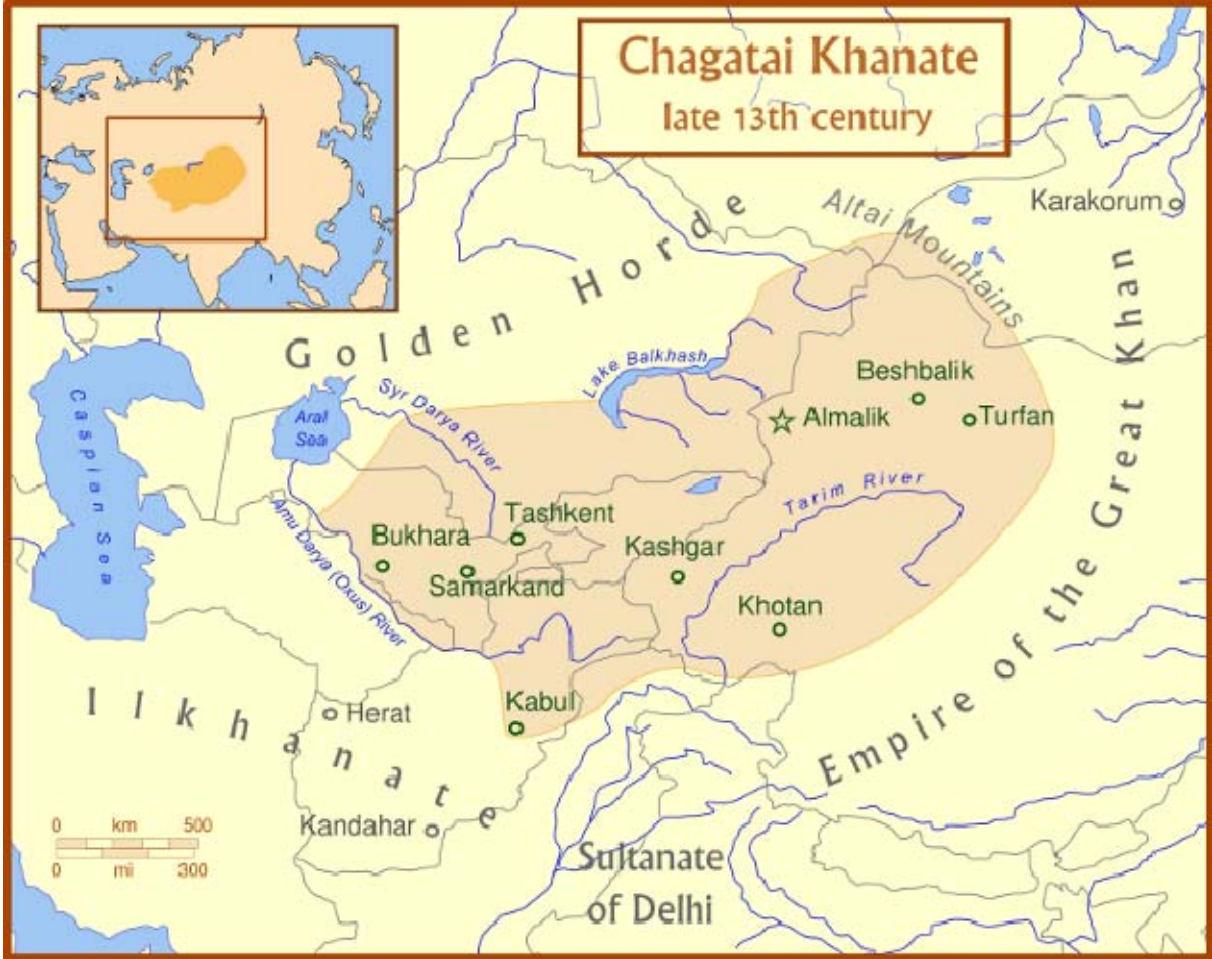 Chagatai Khanate
late 13th century
Karakorum
Altai Mountains
Golden Horde
Lake Balkhash
Syr Darya River
Aral
Sea
Caspian Sea
Beshbalik
Almalik
Turfan
Tarim River
Amu Darya (Oxus) River
Tashkent
Bukhara
Samarkand
Kashgar
Khotan
Kabul
Empire of the Great Khan
Ilkhanate
Herat
Kandahar
Sultanate
of Delhi
0 km 500
0 mi 300